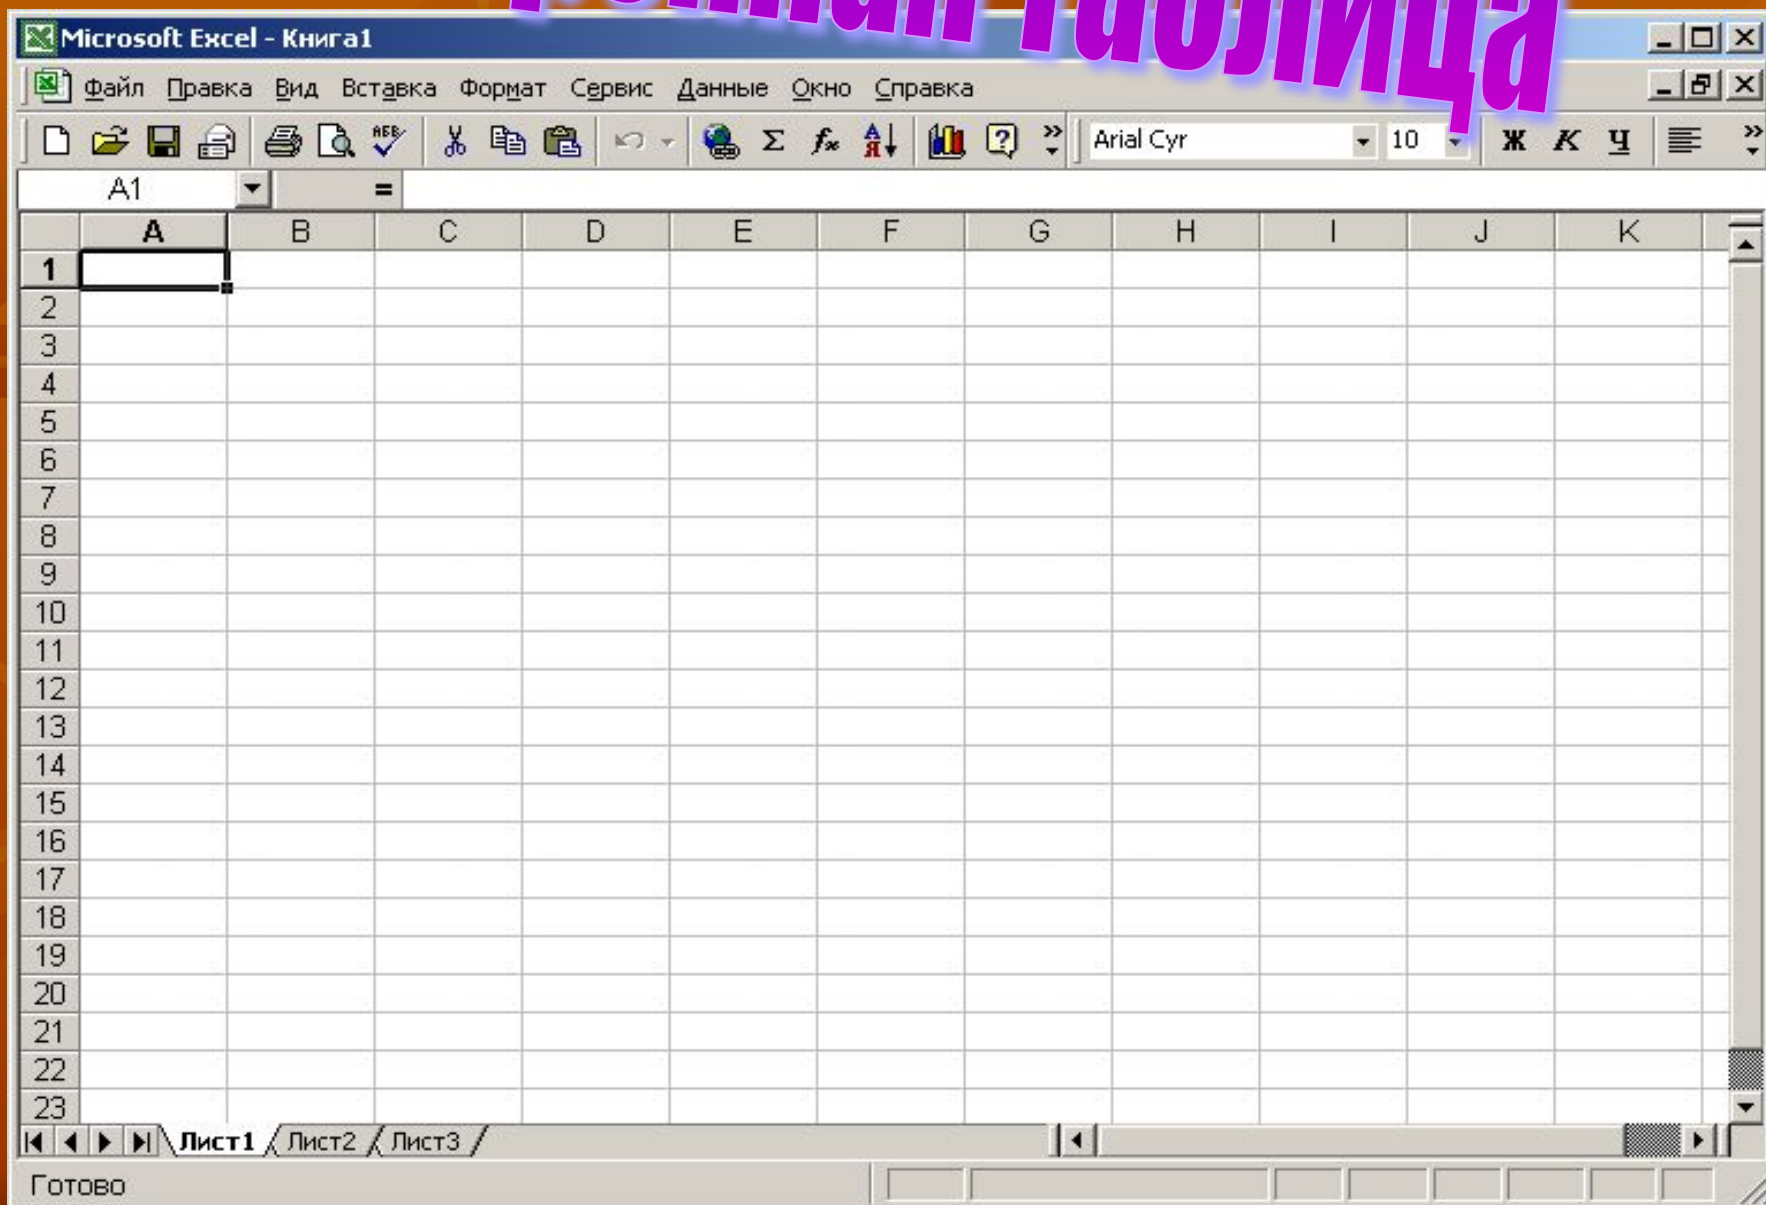 таблица
Microsoft Excel - Книга1
Файл Правка Вид Вставка Формат Сервис Данные Окно Справка
Arial Cyr 10 Ж К Ч
A1 =
A B C D E F G H I J K
1
2
3
4
5
6
7
8
9
10
11
12
13
14
15
16
17
18
19
20
21
22
23
Лист1 Лист2 Лист3
Готово